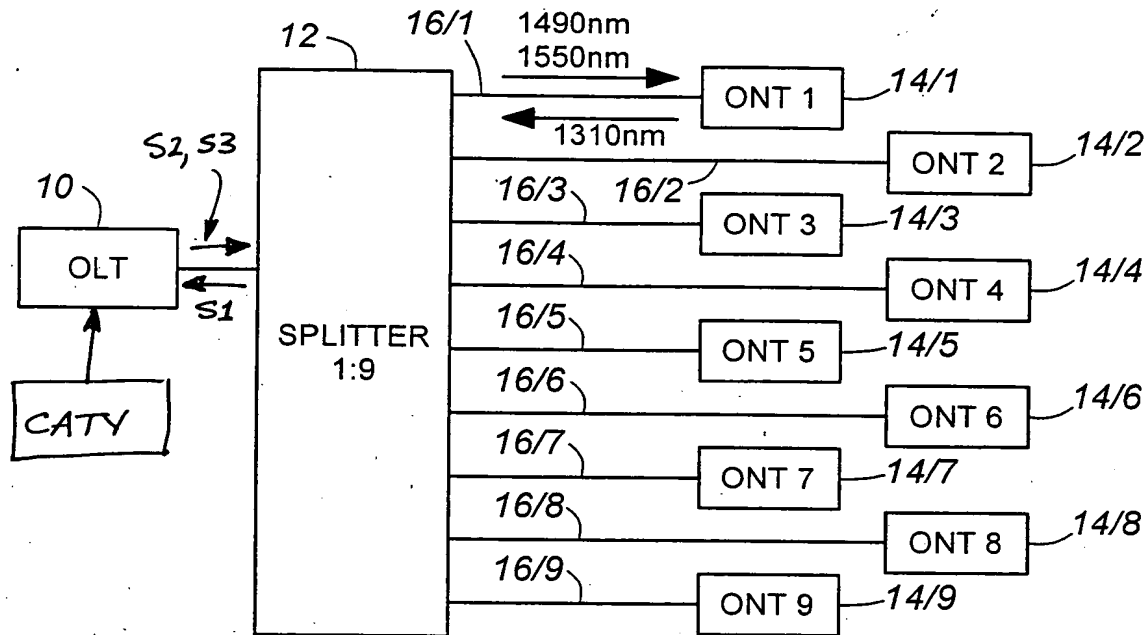 12
16/1
1490nm
1550nm
ONT 1
14/1
1310nm
S2, S3
10
16/2
ONT 2
14/2
16/3
ONT 3
14/3
OLT
S1
16/4
ONT 4
14/4
SPLITTER
1:9
16/5
ONT 5
14/5
CATY
16/6
ONT 6
14/6
16/7
ONT 7
14/7
16/8
ONT 8
14/8
16/9
ONT 9
14/9